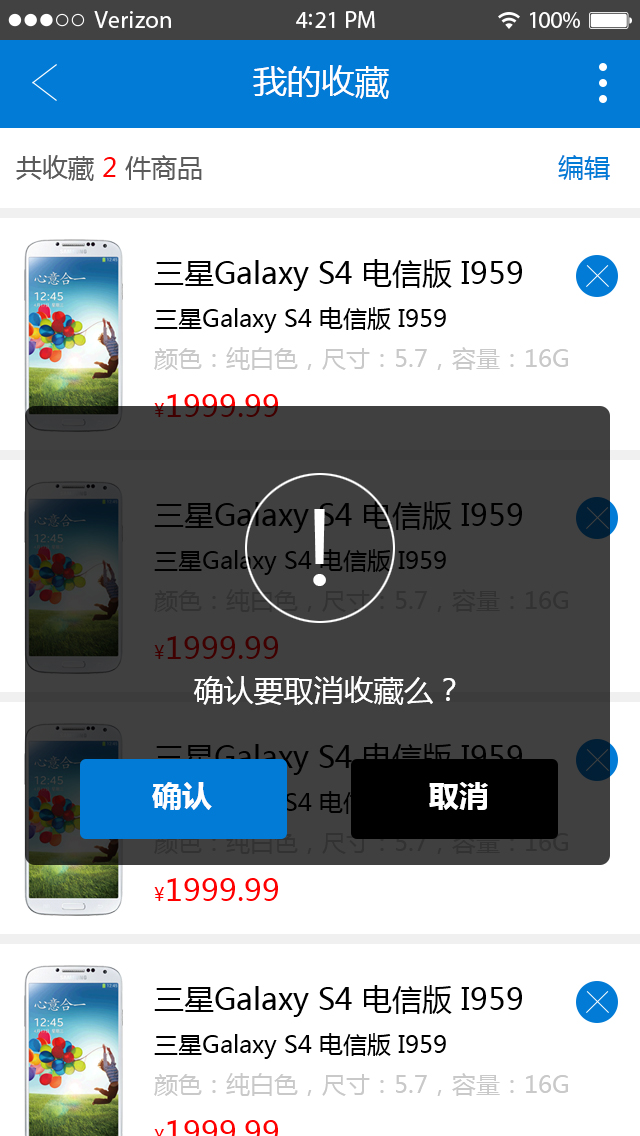 Verizon 4:21 PM 100%
我的收藏
共收藏 2 件商品 编辑
心意合一
12:45
三星Galaxy S4 电信版 I959
三星Galaxy S4 电信版 I959
颜色：纯白色，尺寸：5.7，容量：16G
¥1999.99
心意合一
12:45
三星Galaxy S4 电信版 I959
三星Galaxy S4 电信版 I959
颜色：纯白色，尺寸：5.7，容量：16G
¥1999.99
确认要取消收藏么？
心意合一
12:45
三星Galaxy S4 电信版 I959
S4 电信
确认 取消
颜色：纯白色，尺寸：5.7，容量：16G
¥1999.99
心意合一
12:45
三星Galaxy S4 电信版 I959
三星Galaxy S4 电信版 I959
颜色：纯白色，尺寸：5.7，容量：16G
¥1999.99